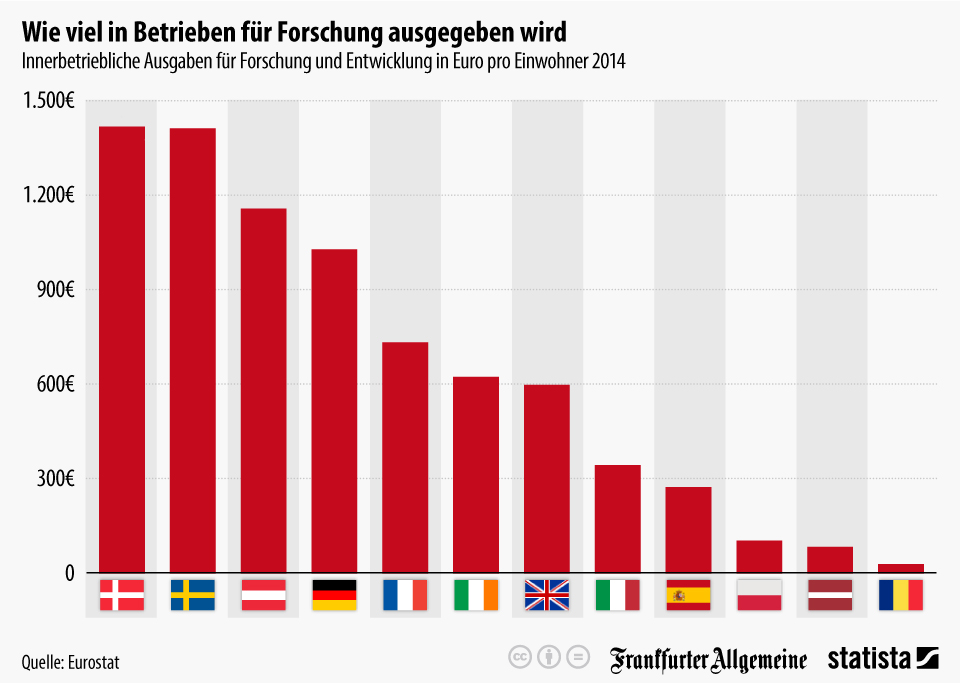 Wie viel in Betrieben für Forschung ausgegeben wird
Innerbetriebliche Ausgaben für Forschung und Entwicklung in Euro pro Einwohner 2014
1.500€
1.200€
900€
600€
300€
0
Quelle: Eurostat
cc
Frankfurter Allgemeine
statista